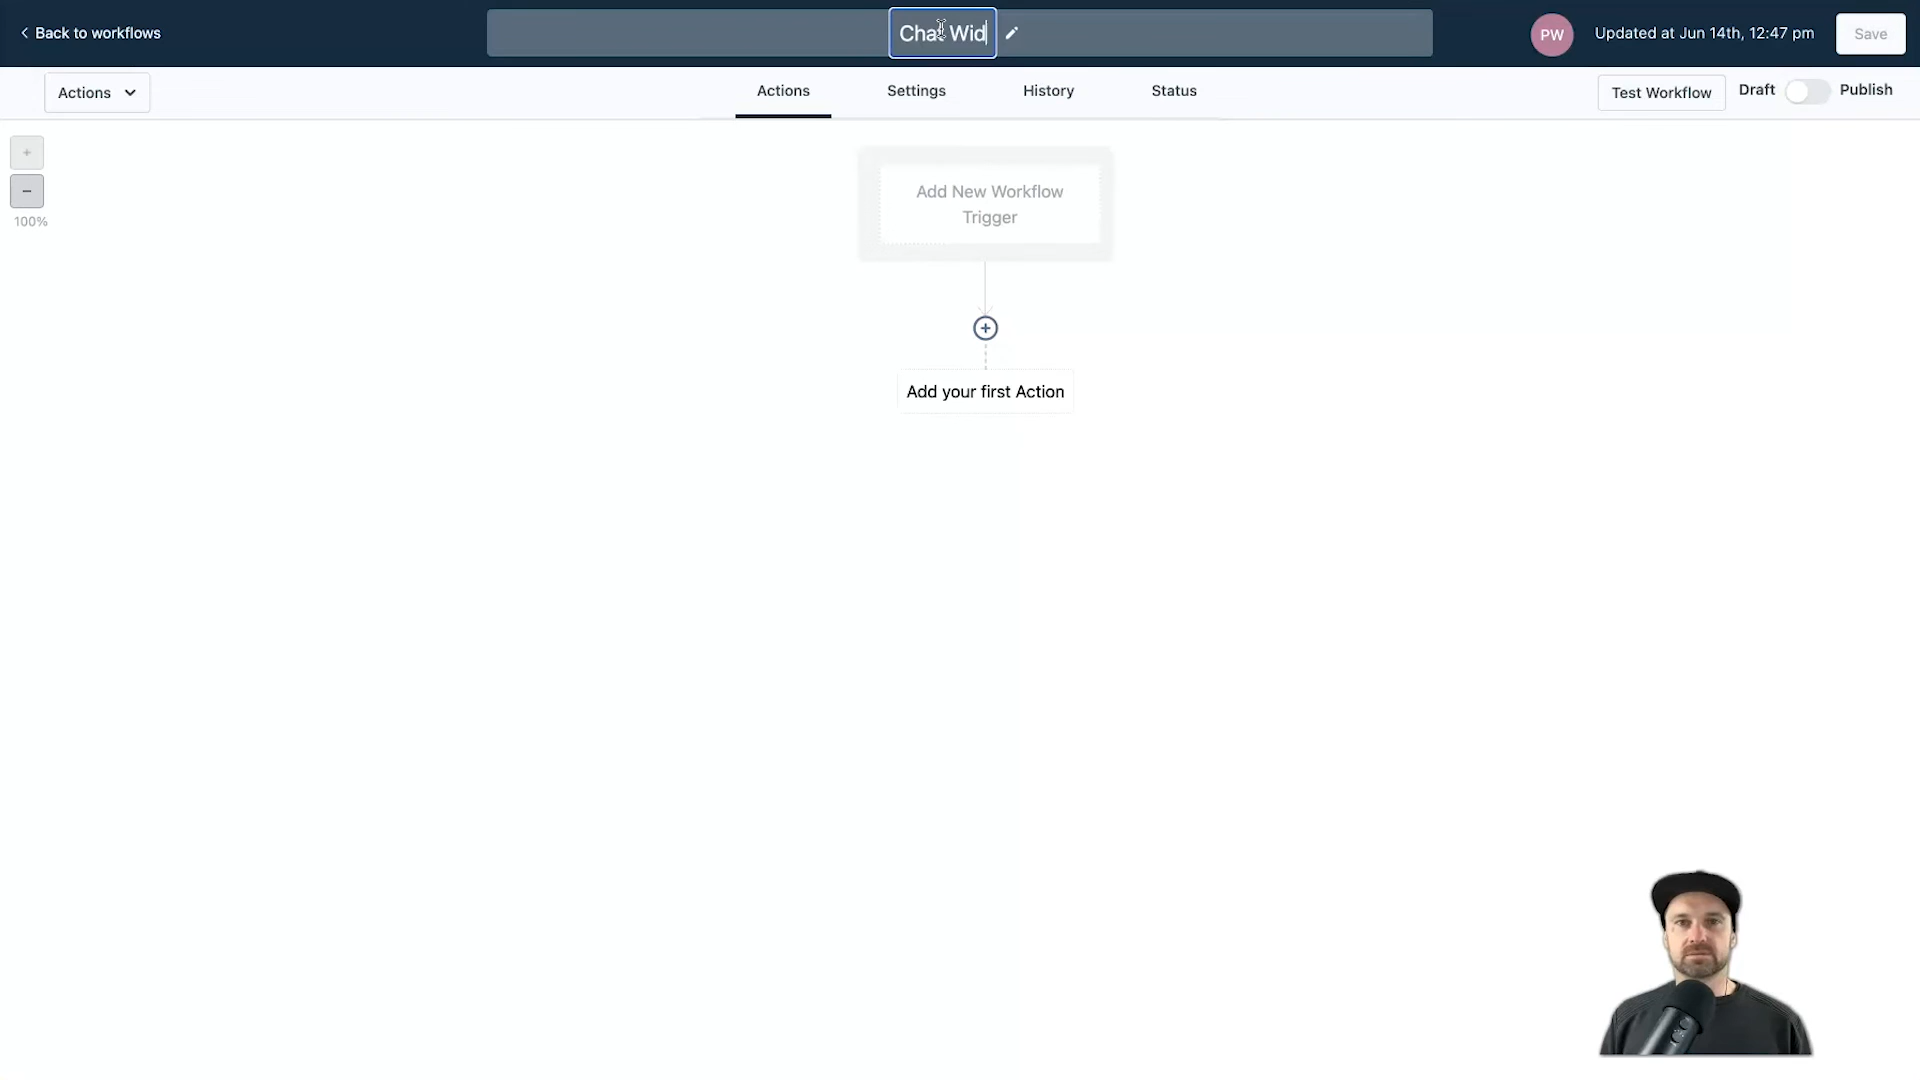 Back to workflows
Chat Wid
PW
Updated at Jun 14th, 12:47 pm
Save
Actions
Actions
Settings
History
Status
Test Workflow
Draft
Publish
+
−
100%
Add New Workflow
Trigger
+
Add your first Action